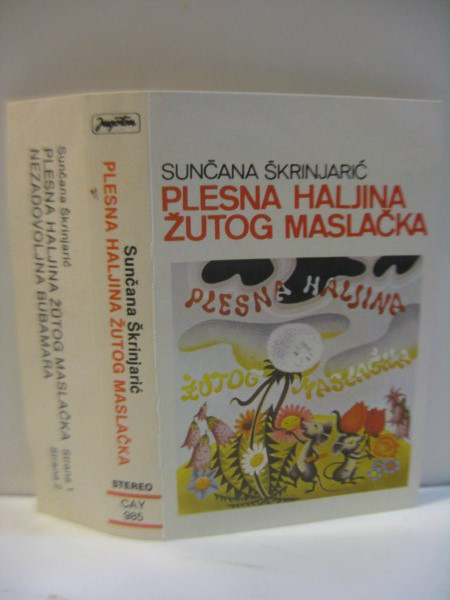 SUNČANA ŠKRINJARIĆ
PLESNA HALJINA
ŽUTOG MASLAČKA
PLESNA HALJINA
ŽUTOG MASLAČKA
Jugoton
Sunčana Škrinjarić
PLESNA HALJINA ŽUTOG MASLAČKA
STEREO
CAY
985
Sunčana Škrinjarić
PLESNA HALJINA ŽUTOG MASLAČKA Strana 1
NEZADOVOLJNA BUBAMARA Strana 2